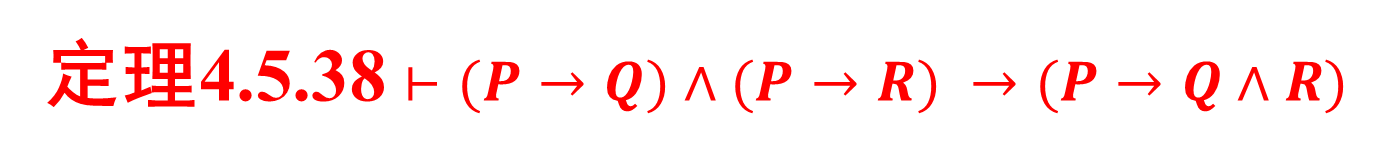 定理4.5.38 ⊢ (P → Q) ∧ (P → R) → (P → Q ∧ R)